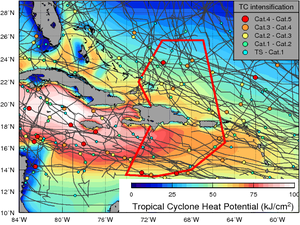 TC intensification
Cat.4 - Cat.5
Cat.3 - Cat.4
Cat.2 - Cat.3
Cat.1 - Cat.2
TS - Cat.1
28°N
26°N
24°N
22°N
20°N
18°N
16°N
14°N
12°N
10°N
0 25 50 75 100
Tropical Cyclone Heat Potential (kJ/cm²)
84°W 80°W 76°W 72°W 68°W 64°W 60°W